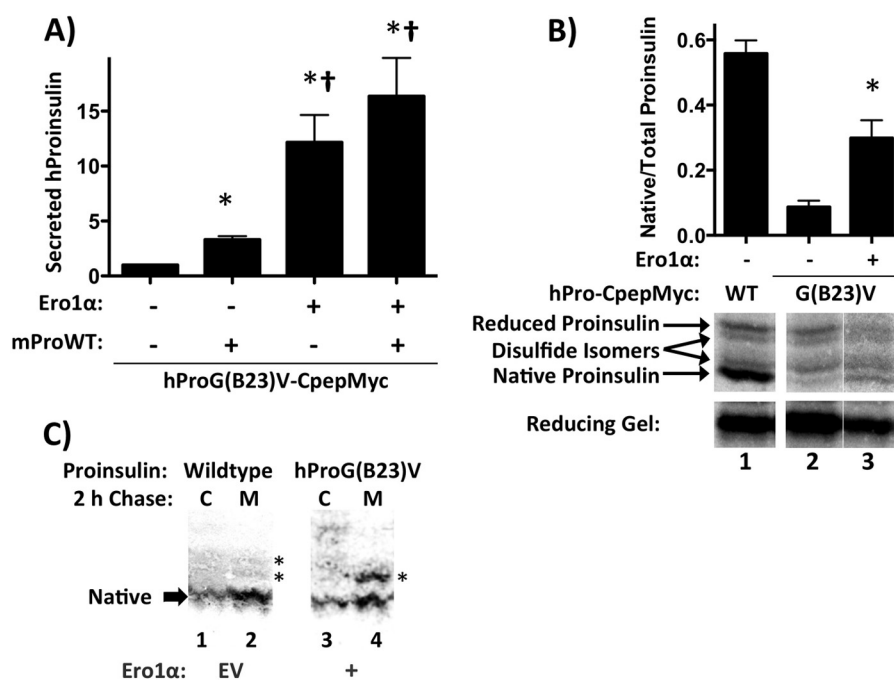 A)
Secreted hProinsulin
15
10
5
0
*
*†
*†
Ero1α: - - + +
mProWT: - + - +
hProG(B23)V-CpepMyc
B)
Native/Total Proinsulin
0.6
0.4
0.2
0.0
*
Ero1α: - - +
hPro-CpepMyc: WT G(B23)V
Reduced Proinsulin
Disulfide Isomers
Native Proinsulin
Reducing Gel:
1 2 3
C)
Proinsulin: Wildtype hProG(B23)V
2 h Chase: C M C M
*
*
*
Native
1 2 3 4
Ero1α: EV +